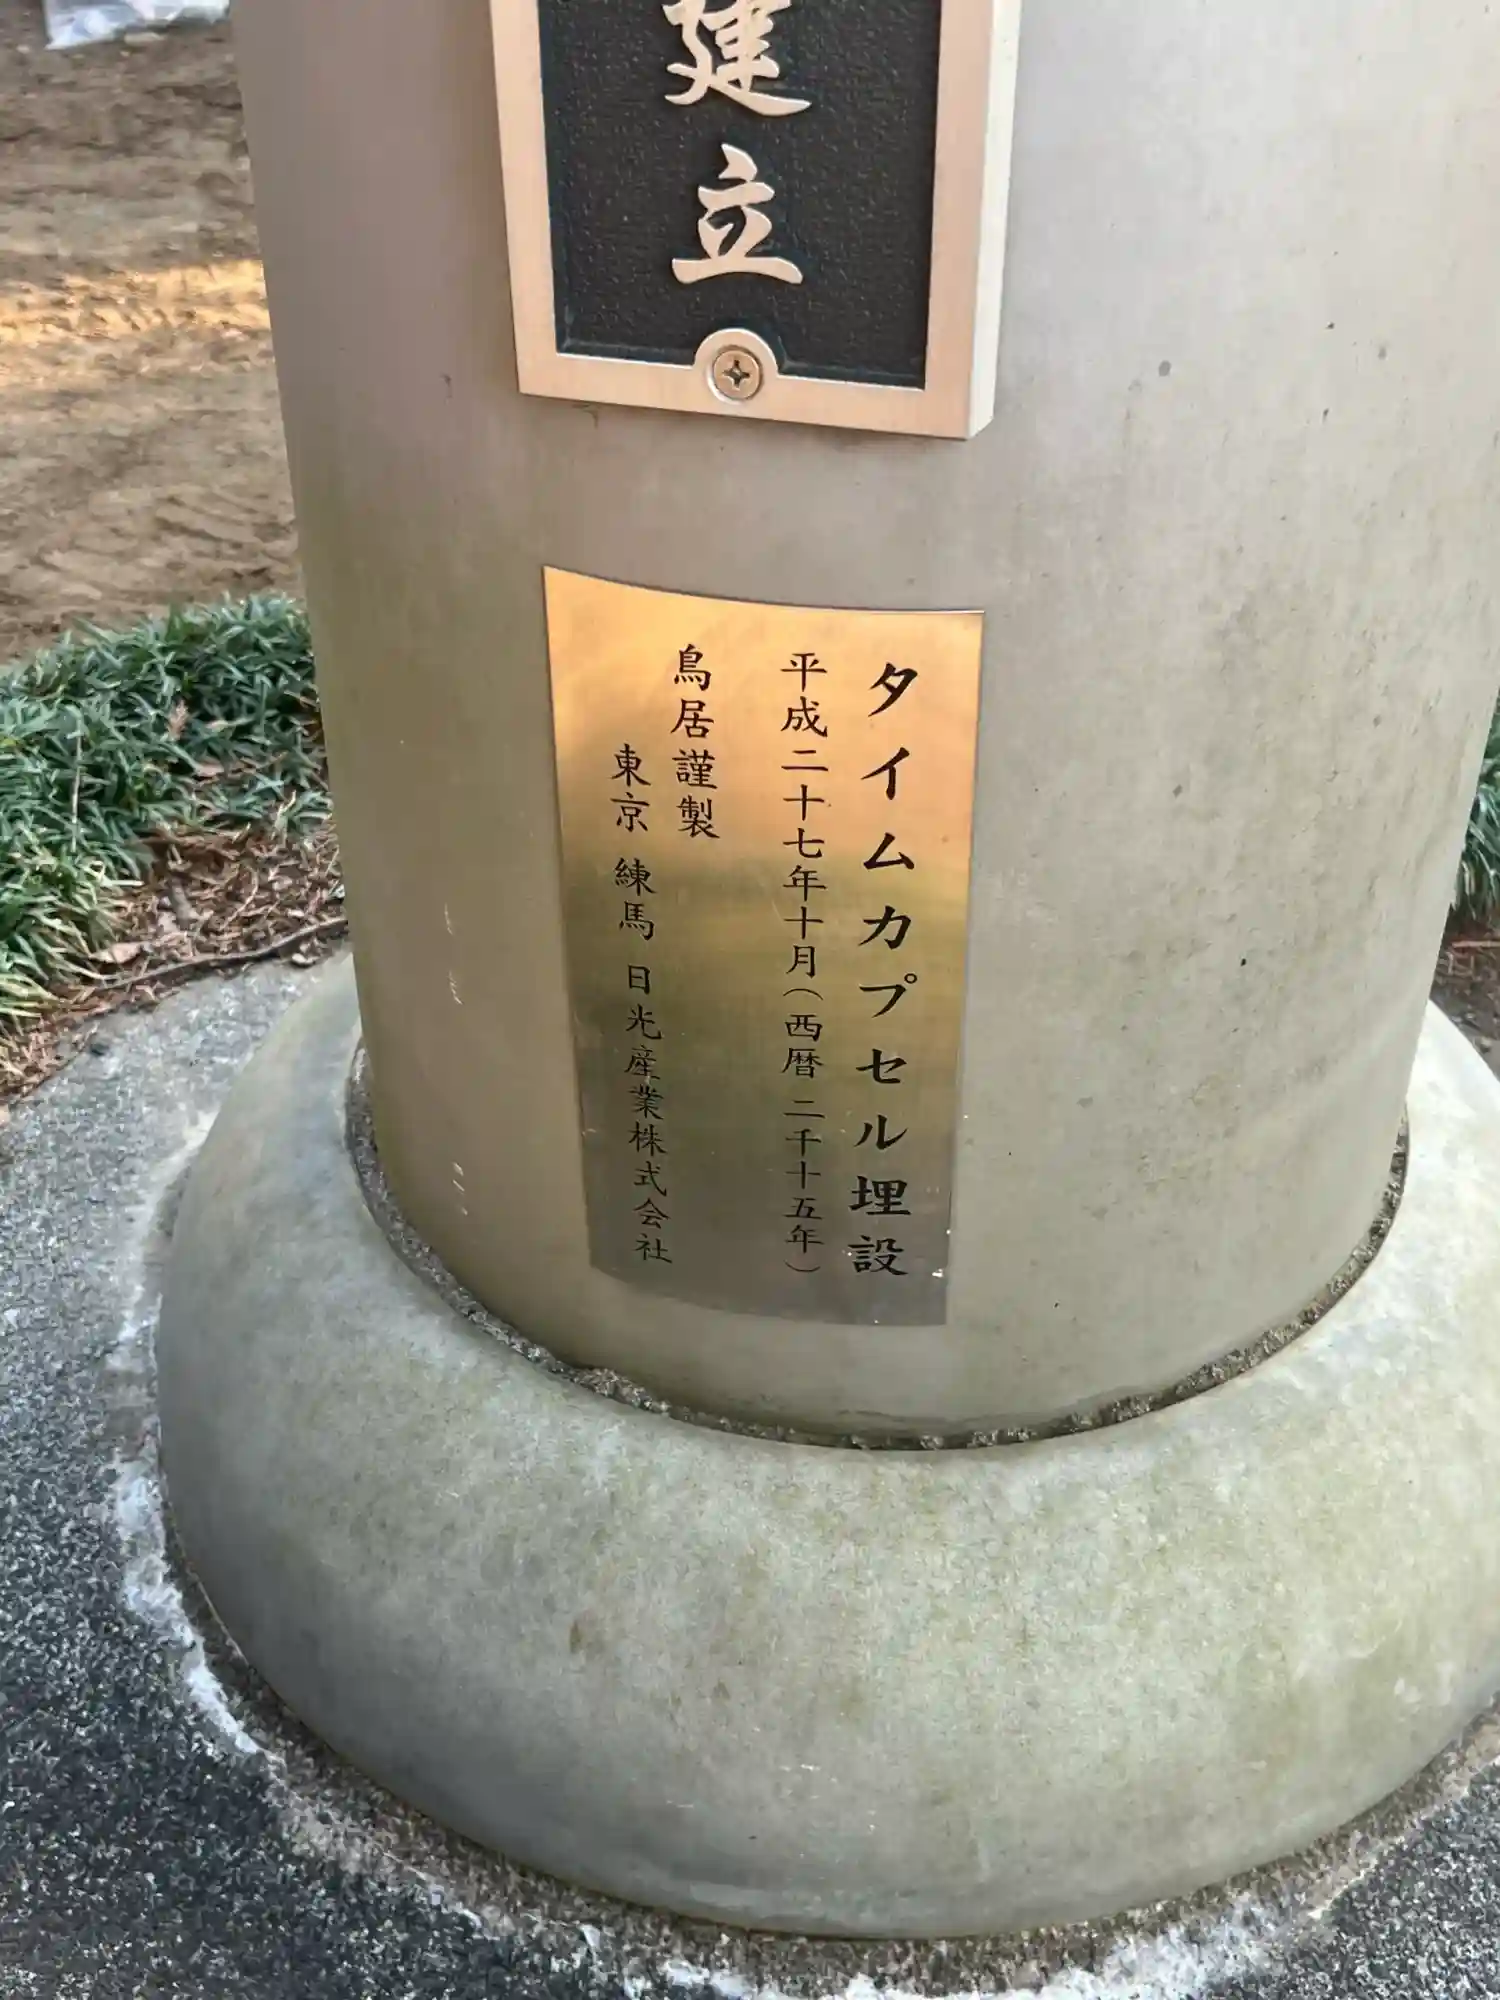 建立
タイムカプセル埋設
平成二十七年十月（西暦 二千十五年）
鳥居謹製
東京 練馬 日光産業株式会社